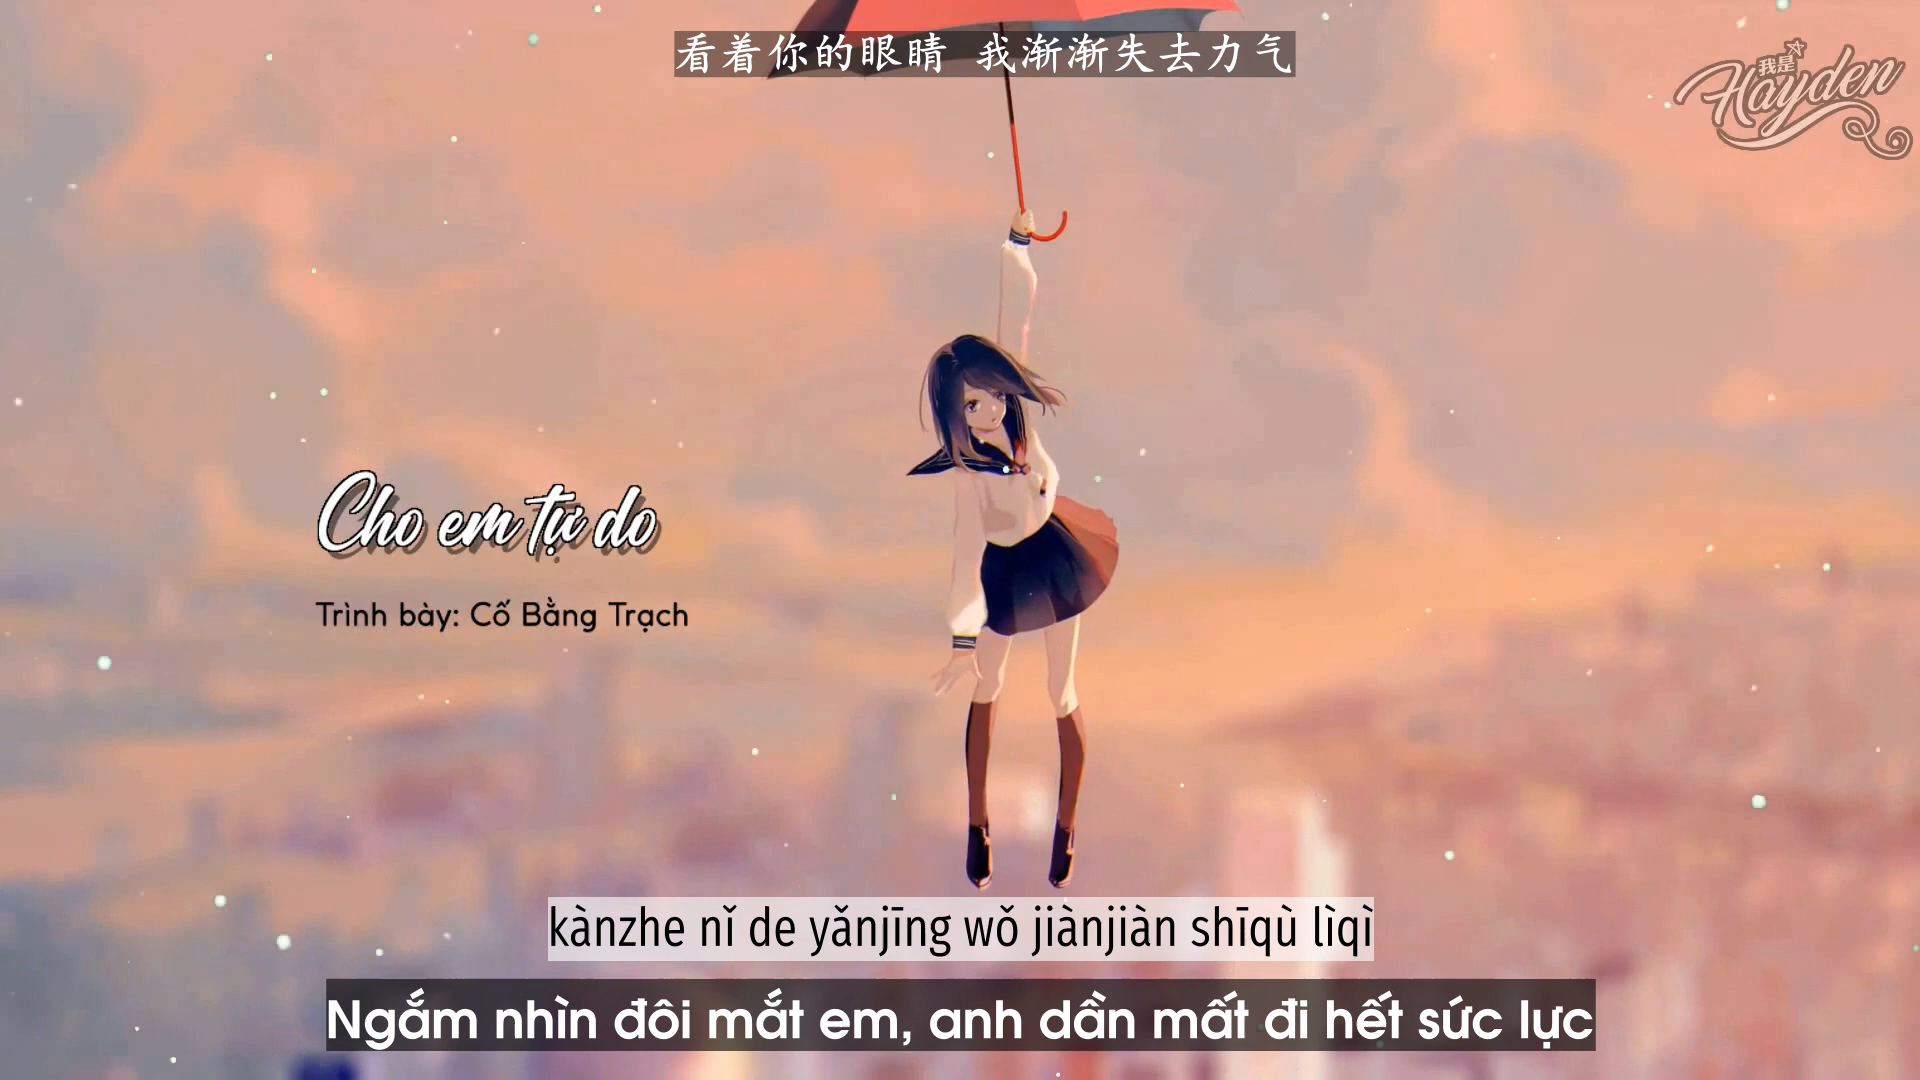 看着你的眼睛 我渐渐失去力气
我是
Hayden
Cho em tự do
Trình bày: Cố Bằng Trạch
kànzhe nǐ de yǎnjīng wǒ jiànjiàn shīqù lìqì
Ngắm nhìn đôi mắt em, anh dần mất đi hết sức lực